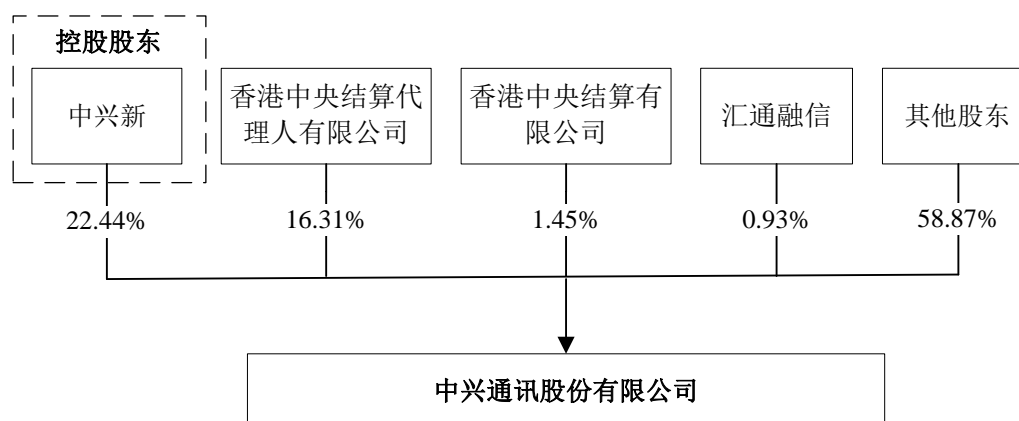 控股股东
中兴新
香港中央结算代
理人有限公司
香港中央结算有
限公司
汇通融信
其他股东
22.44%
16.31%
1.45%
0.93%
58.87%
中兴通讯股份有限公司